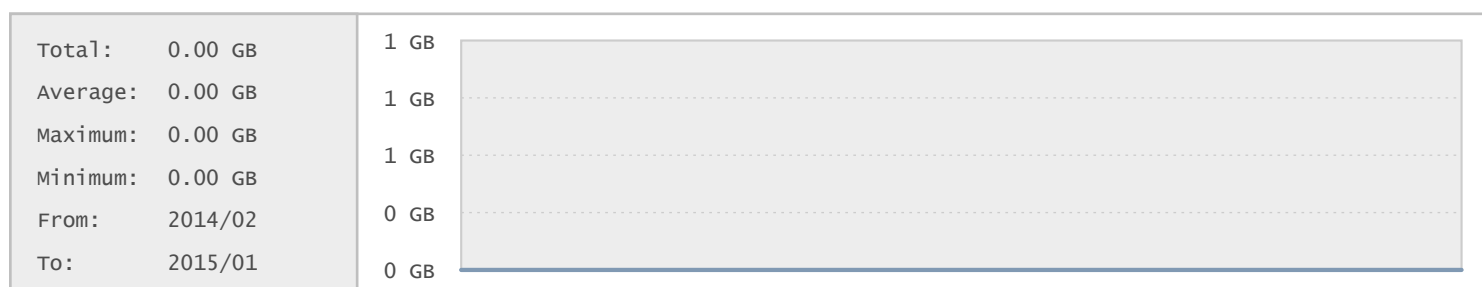 Total: 0.00 GB
Average: 0.00 GB
Maximum: 0.00 GB
Minimum: 0.00 GB
From: 2014/02
To: 2015/01
1 GB
1 GB
1 GB
0 GB
0 GB